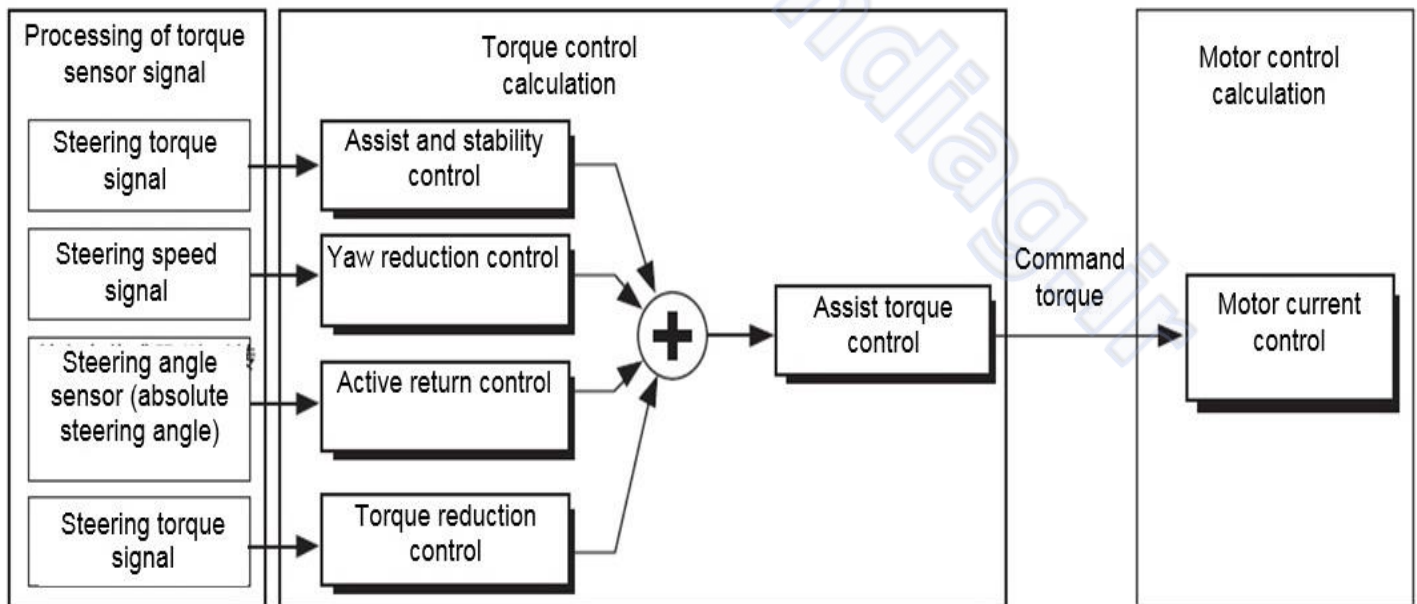 Processing of torque
sensor signal
Steering torque
signal
Steering speed
signal
Steering angle
sensor (absolute
steering angle)
Steering torque
signal
Torque control
calculation
Assist and stability
control
Yaw reduction control
Active return control
Torque reduction
control
+
Assist torque
control
Command
torque
Motor control
calculation
Motor current
control
ndiag.ir